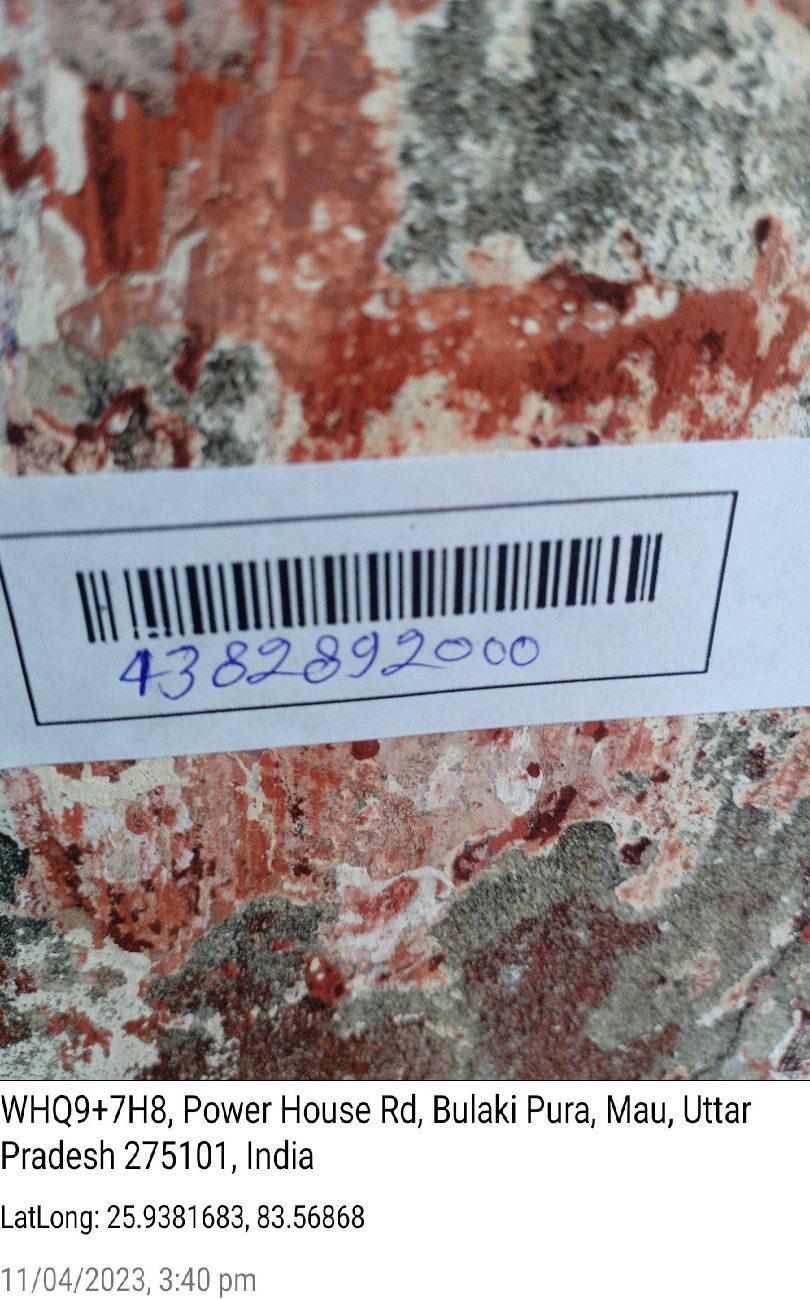 4382892000
WHQ9+7H8, Power House Rd, Bulaki Pura, Mau, Uttar
Pradesh 275101, India
LatLong: 25.9381683, 83.56868
11/04/2023, 3:40 pm